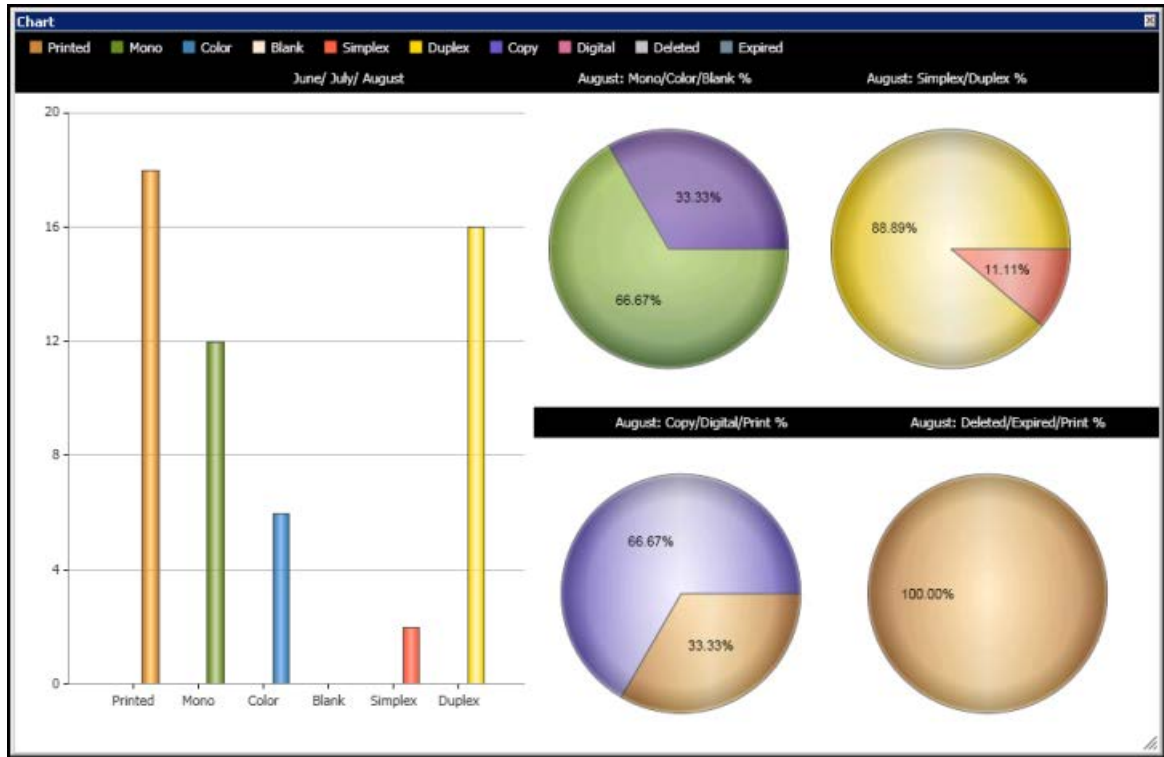 Chart
Printed Mono Color Blank Simplex Duplex Copy Digital Deleted Expired
June/ July/ August
August: Mono/Color/Blank %
August: Simplex/Duplex %
20
16
12
8
4
0
Printed Mono Color Blank Simplex Duplex
33.33%
66.67%
88.89%
11.11%
August: Copy/Digital/Print %
August: Deleted/Expired/Print %
66.67%
33.33%
100.00%